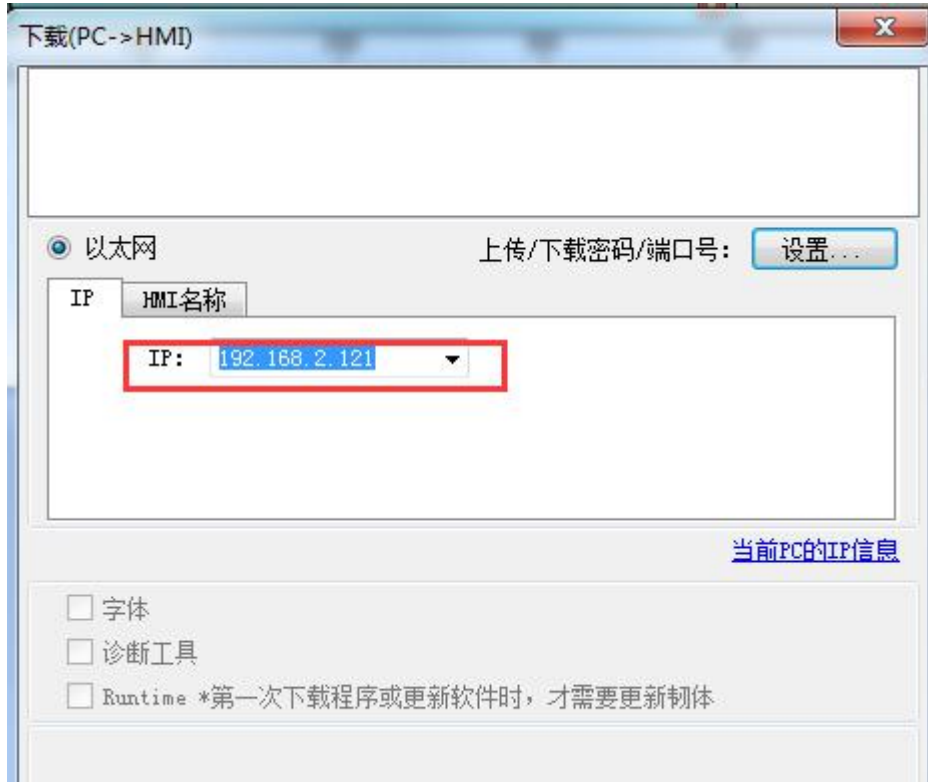 下载(PC->HMI)
以太网 上传/下载密码/端口号: 设置...
IP HMI名称
IP: 192.168.2.121
当前PC的IP信息
字体
诊断工具
Runtime *第一次下载程序或更新软件时，才需要更新韧体